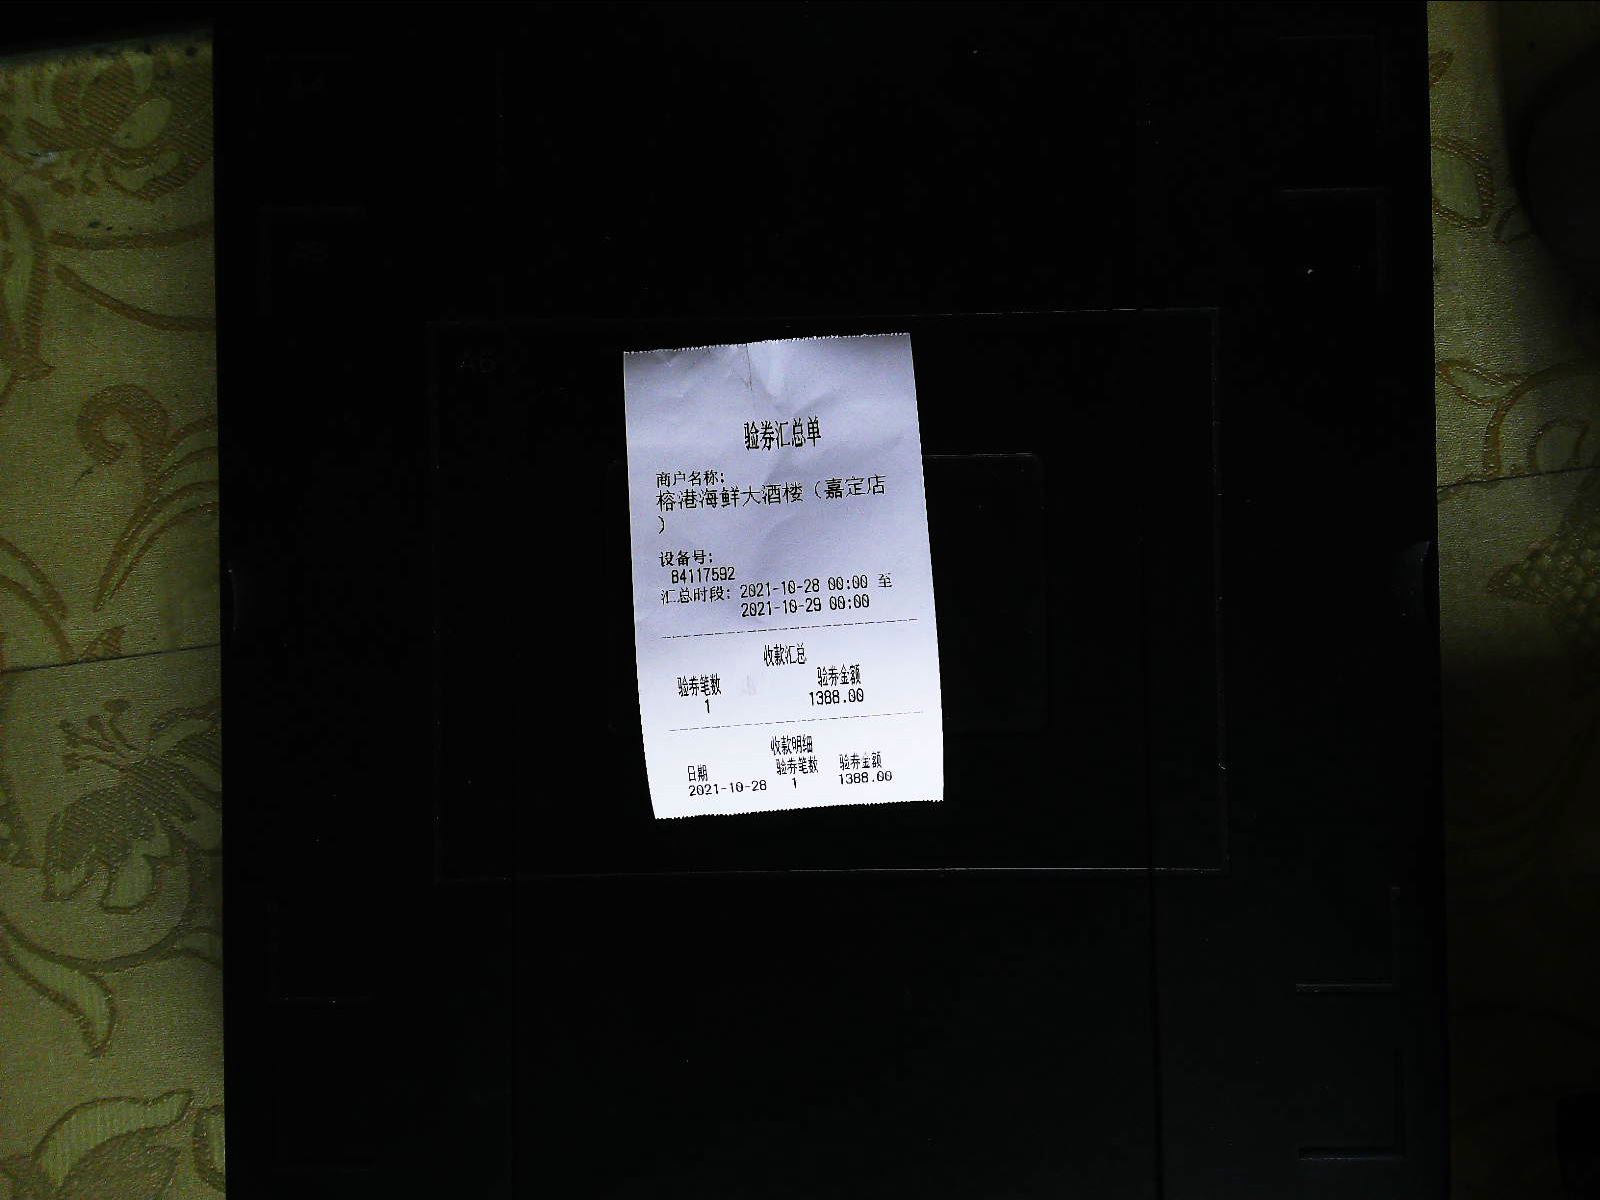 验券汇总单
商户名称:
榕港海鲜大酒楼（嘉定店
）
设备号:
84117592
汇总时段: 2021-10-28 00:00 至
2021-10-29 00:00
收款汇总
验券笔数 验券金额
1 1388.00
收款明细
日期 验券笔数 验券金额
2021-10-28 1 1388.00